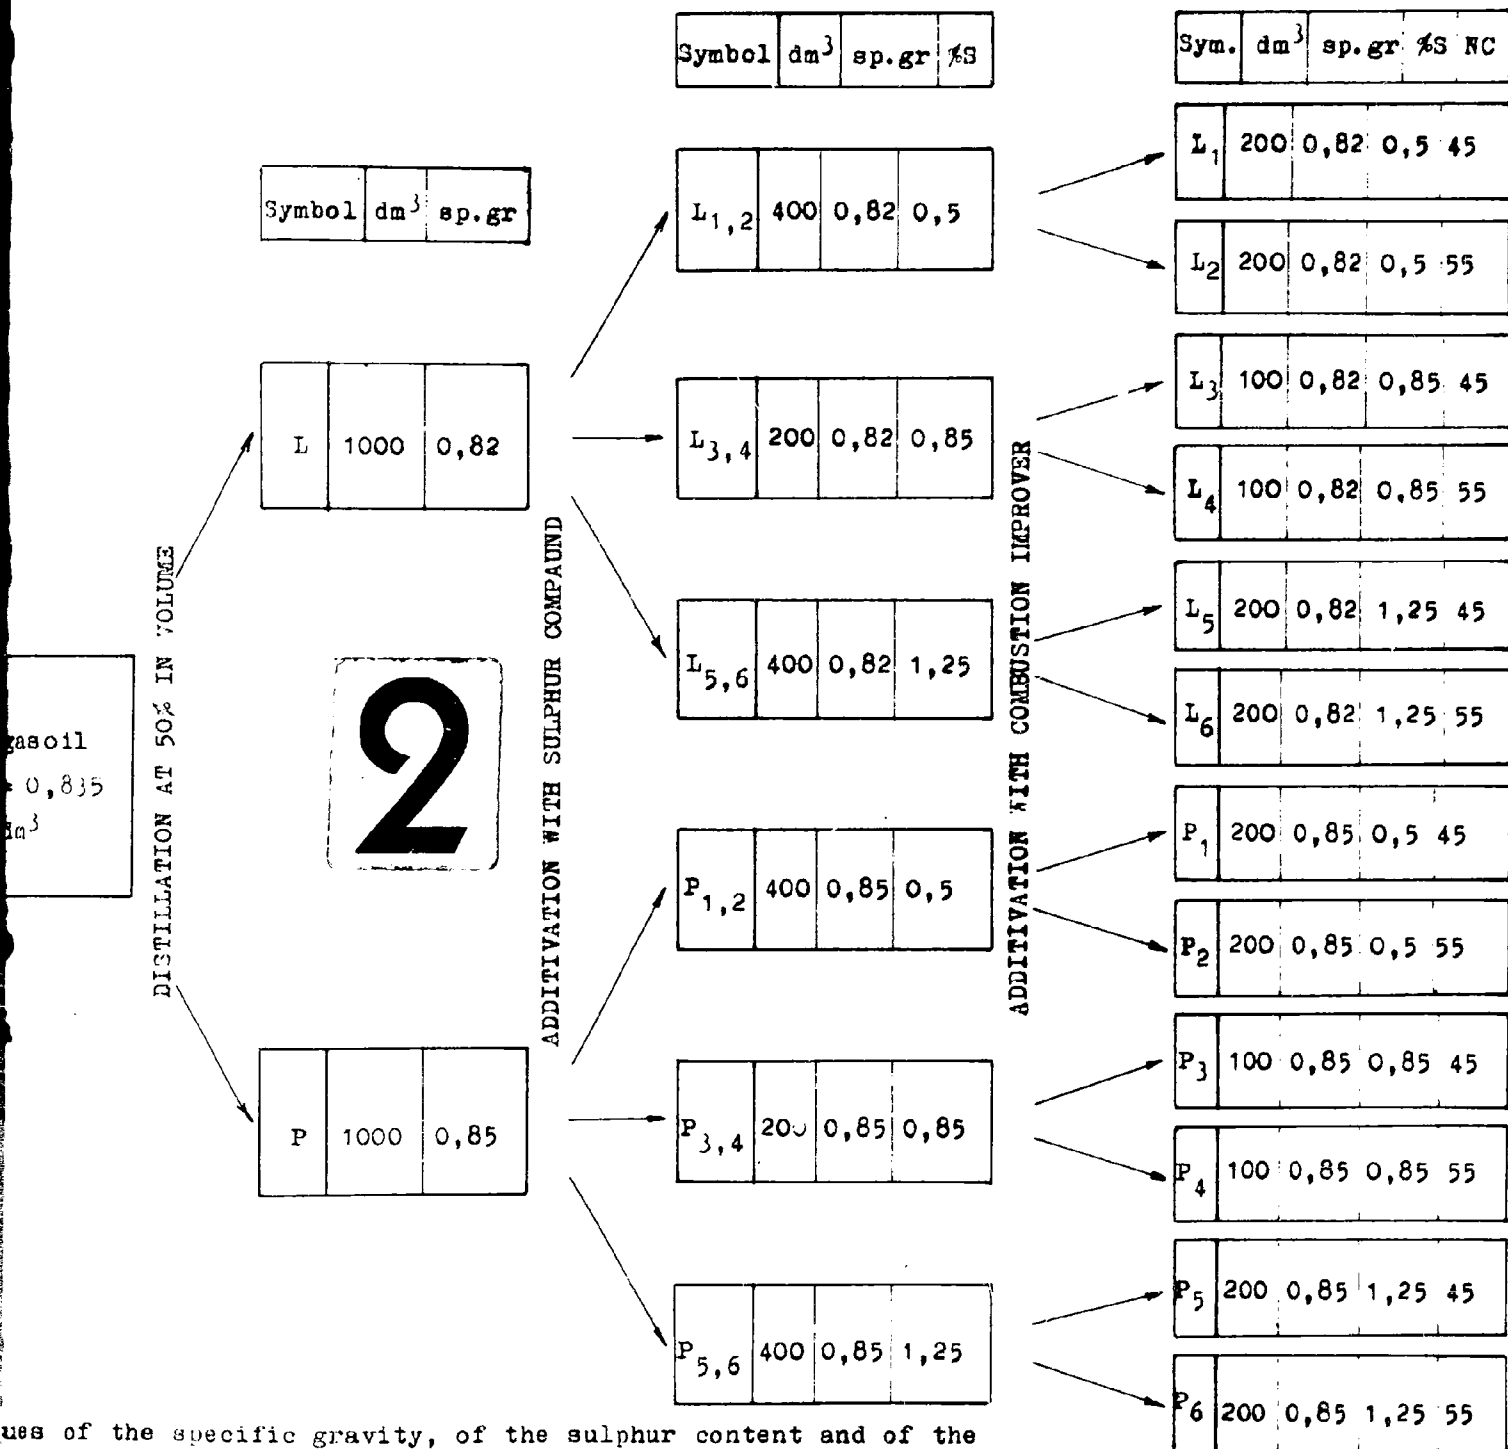 Symbol dm³ sp.gr %S
Sym. dm³ sp.gr %S NC
Symbol dm³ sp.gr
L₁ 200 0,82 0,5 45
L₁,₂ 400 0,82 0,5
L₂ 200 0,82 0,5 55
L₃ 100 0,82 0,85 45
L 1000 0,82
L₃,₄ 200 0,82 0,85
L₄ 100 0,82 0,85 55
L₅ 200 0,82 1,25 45
L₅,₆ 400 0,82 1,25
L₆ 200 0,82 1,25 55
DISTILLATION AT 50% IN VOLUME
ADDITIVATION WITH SULPHUR COMPAUND
ADDITIVATION WITH COMBUSTION IMPROVER
gasoil
= 0,835
dm³
2
P₁ 200 0,85 0,5 45
P₁,₂ 400 0,85 0,5
P₂ 200 0,85 0,5 55
P₃ 100 0,85 0,85 45
P 1000 0,85
P₃,₄ 200 0,85 0,85
P₄ 100 0,85 0,85 55
P₅ 200 0,85 1,25 45
P₅,₆ 400 0,85 1,25
P₆ 200 0,85 1,25 55
ues of the specific gravity, of the sulphur content and of the